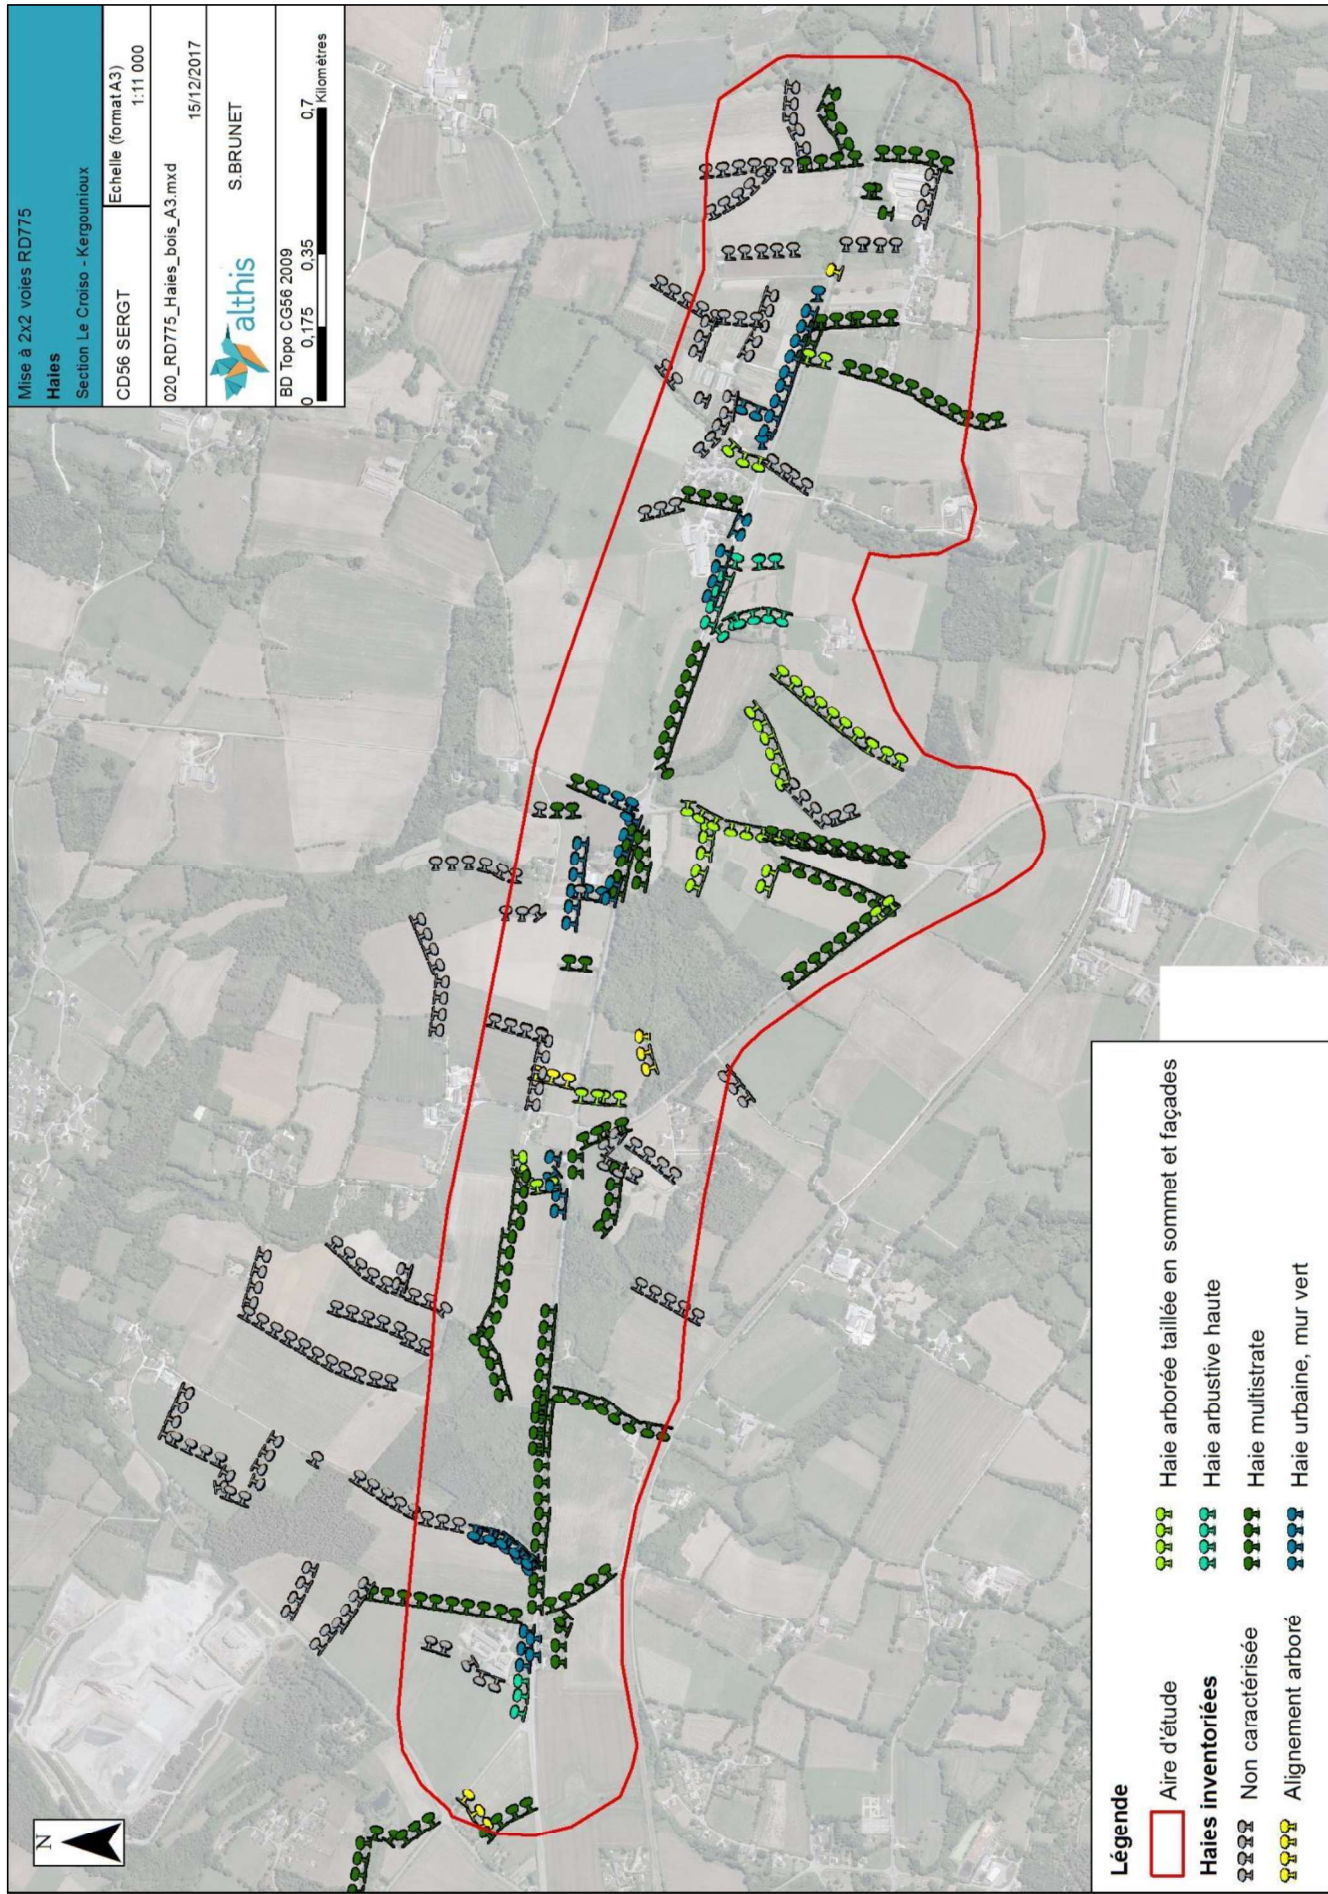 Mise à 2x2 voies RD775
Haies
Section Le Croiso - Kergounioux
CD56 SERGT
Echelle (format A3)
1:11 000
020_RD775_Haies_bois_A3.mxd
15/12/2017
althis
S.BRUNET
BD Topo CG56 2009
0 0,175 0,35 0,7
Kilomètres
N
Légende
Aire d'étude
Haies inventoriées
Non caractérisée
Alignement arboré
Haie arborée taillée en sommet et façades
Haie arbustive haute
Haie multistrate
Haie urbaine, mur vert